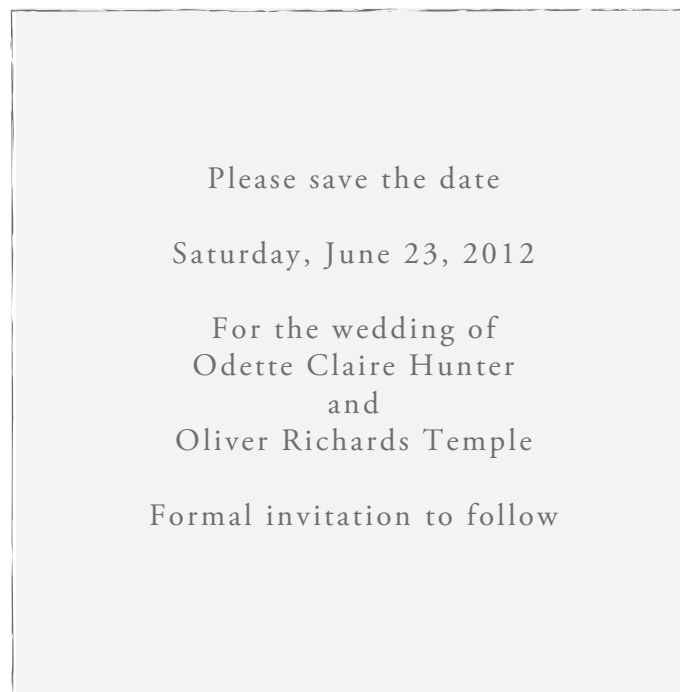 Please save the date
Saturday, June 23, 2012
For the wedding of
Odette Claire Hunter
and
Oliver Richards Temple
Formal invitation to follow